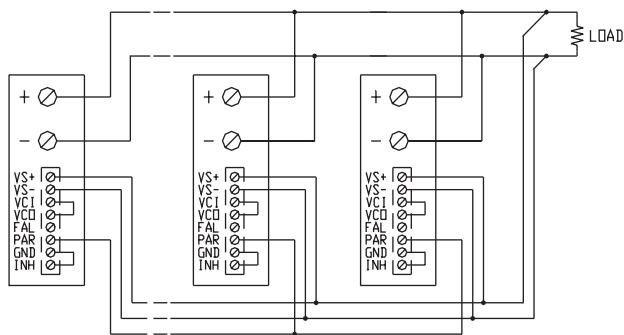 LOAD
+
-
VS+
VS-
VCI
VCO
FAL
PAR
GND
INH
+
-
VS+
VS-
VCI
VCO
FAL
PAR
GND
INH
+
-
VS+
VS-
VCI
VCO
FAL
PAR
GND
INH